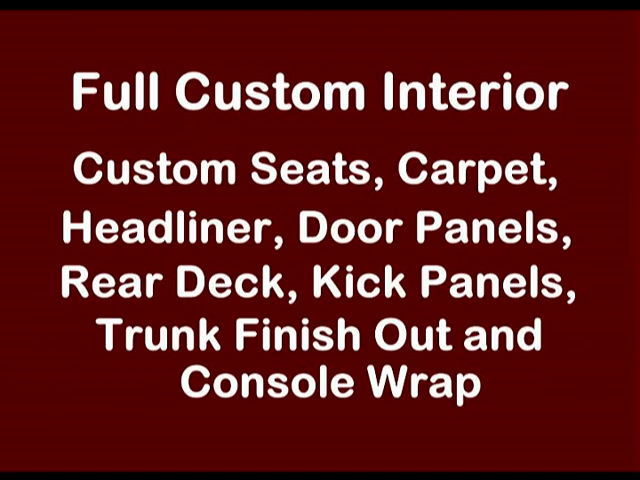 Full Custom Interior
Custom Seats, Carpet,
Headliner, Door Panels,
Rear Deck, Kick Panels,
Trunk Finish Out and
Console Wrap